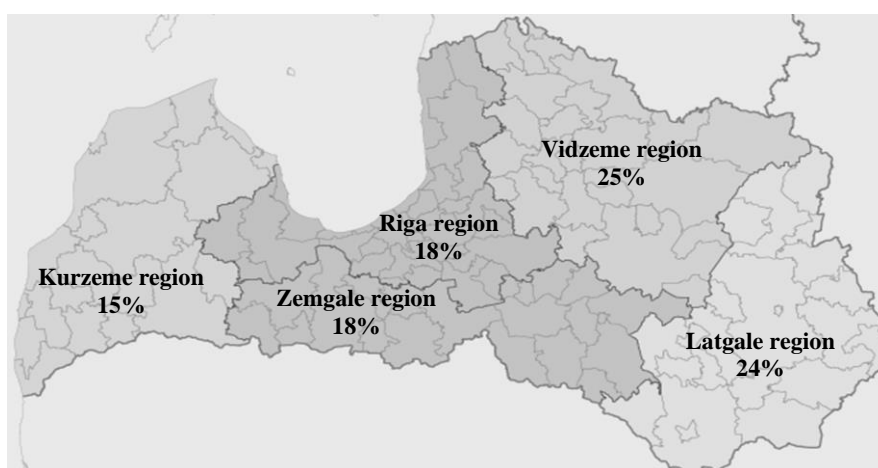 Vidzeme region
25%
Riga region
18%
Kurzeme region
15%
Zemgale region
18%
Latgale region
24%